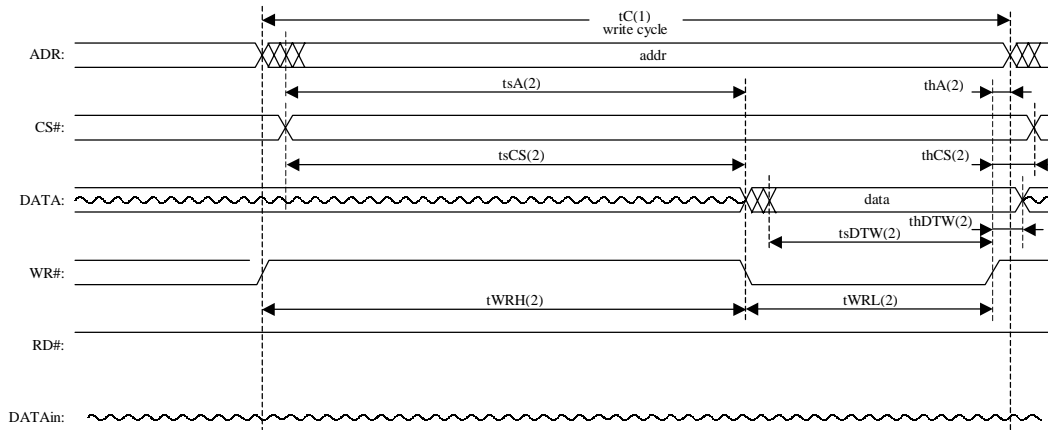 tC(1)
write cycle
ADR:
addr
tsA(2)
thA(2)
CS#:
tsCS(2)
thCS(2)
DATA:
data
thDTW(2)
tsDTW(2)
WR#:
tWRH(2)
tWRL(2)
RD#:
DATAin: